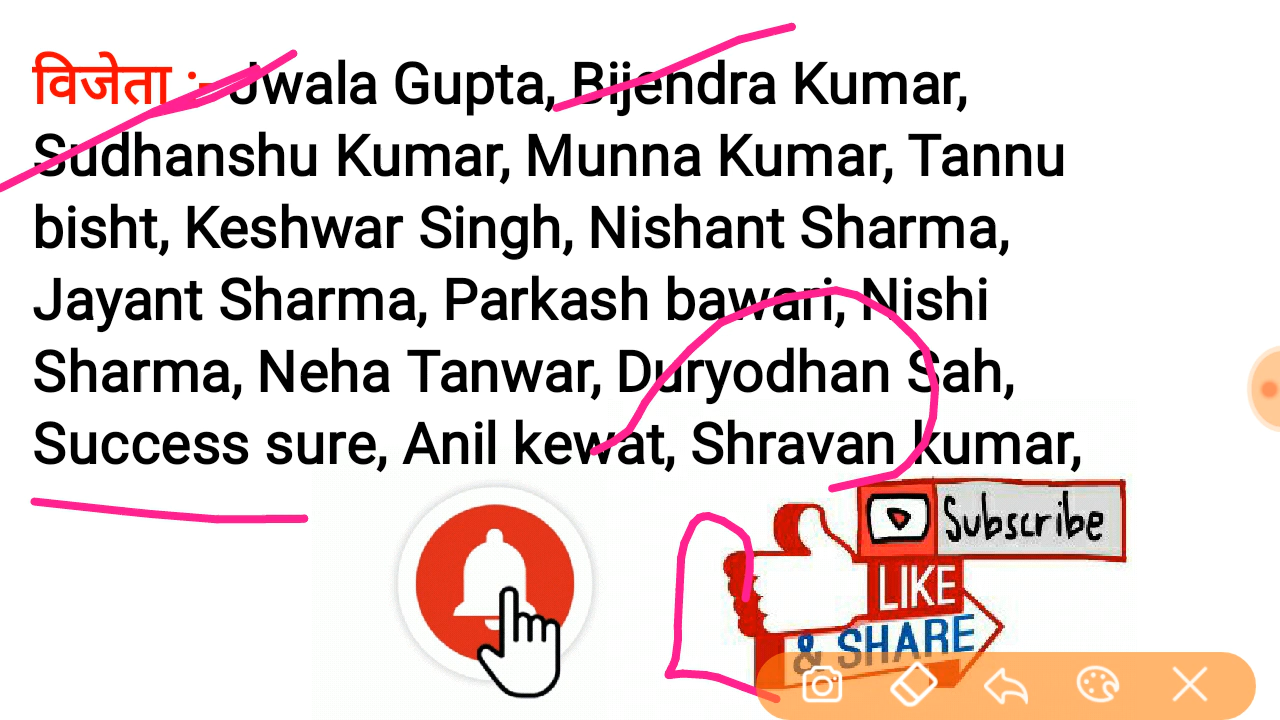 विजेता :- Jwala Gupta, Bijendra Kumar,
Sudhanshu Kumar, Munna Kumar, Tannu
bisht, Keshwar Singh, Nishant Sharma,
Jayant Sharma, Parkash bawari, Nishi
Sharma, Neha Tanwar, Duryodhan Sah,
Success sure, Anil kewat, Shravan kumar,
Subscribe
LIKE
& SHARE